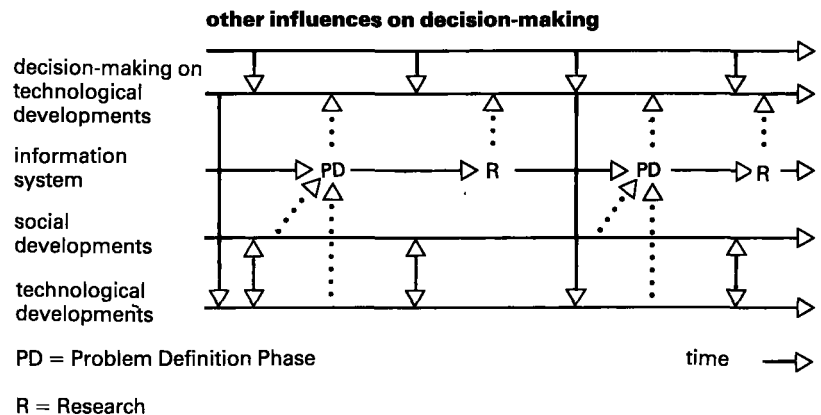 other influences on decision-making
decision-making on
technological
developments
information
system
PD
R
PD
R
social
developments
technological
developments
PD = Problem Definition Phase
time
R = Research